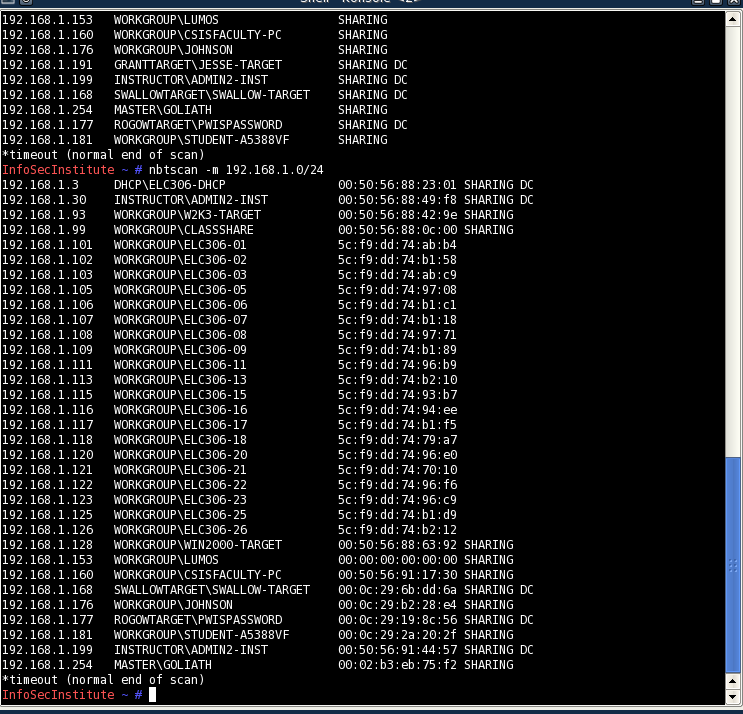 Shell - Konsole <2>
192.168.1.153 WORKGROUP\LUMOS SHARING
192.168.1.160 WORKGROUP\CSISFACULTY-PC SHARING
192.168.1.176 WORKGROUP\JOHNSON SHARING
192.168.1.191 GRANTTARGET\JESSE-TARGET SHARING DC
192.168.1.199 INSTRUCTOR\ADMIN2-INST SHARING DC
192.168.1.168 SWALLOWTARGET\SWALLOW-TARGET SHARING DC
192.168.1.254 MASTER\GOLIATH SHARING
192.168.1.177 ROGOWTARGET\PWISPASSWORD SHARING DC
192.168.1.181 WORKGROUP\STUDENT-A5388VF SHARING
*timeout (normal end of scan)
InfoSecInstitute ~ # nbtscan -m 192.168.1.0/24
192.168.1.3 DHCP\ELC306-DHCP 00:50:56:88:23:01 SHARING DC
192.168.1.30 INSTRUCTOR\ADMIN2-INST 00:50:56:88:49:f8 SHARING DC
192.168.1.93 WORKGROUP\W2K3-TARGET 00:50:56:88:42:9e SHARING
192.168.1.99 WORKGROUP\CLASSSHARE 00:50:56:88:0c:00 SHARING
192.168.1.101 WORKGROUP\ELC306-01 5c:f9:dd:74:ab:b4
192.168.1.102 WORKGROUP\ELC306-02 5c:f9:dd:74:b1:58
192.168.1.103 WORKGROUP\ELC306-03 5c:f9:dd:74:ab:c9
192.168.1.105 WORKGROUP\ELC306-05 5c:f9:dd:74:97:08
192.168.1.106 WORKGROUP\ELC306-06 5c:f9:dd:74:b1:c1
192.168.1.107 WORKGROUP\ELC306-07 5c:f9:dd:74:b1:18
192.168.1.108 WORKGROUP\ELC306-08 5c:f9:dd:74:97:71
192.168.1.109 WORKGROUP\ELC306-09 5c:f9:dd:74:b1:89
192.168.1.111 WORKGROUP\ELC306-11 5c:f9:dd:74:96:b9
192.168.1.113 WORKGROUP\ELC306-13 5c:f9:dd:74:b2:10
192.168.1.115 WORKGROUP\ELC306-15 5c:f9:dd:74:93:b7
192.168.1.116 WORKGROUP\ELC306-16 5c:f9:dd:74:94:ee
192.168.1.117 WORKGROUP\ELC306-17 5c:f9:dd:74:b1:f5
192.168.1.118 WORKGROUP\ELC306-18 5c:f9:dd:74:79:a7
192.168.1.120 WORKGROUP\ELC306-20 5c:f9:dd:74:96:e0
192.168.1.121 WORKGROUP\ELC306-21 5c:f9:dd:74:70:10
192.168.1.122 WORKGROUP\ELC306-22 5c:f9:dd:74:96:f6
192.168.1.123 WORKGROUP\ELC306-23 5c:f9:dd:74:96:c9
192.168.1.125 WORKGROUP\ELC306-25 5c:f9:dd:74:b1:d9
192.168.1.126 WORKGROUP\ELC306-26 5c:f9:dd:74:b2:12
192.168.1.128 WORKGROUP\WIN2000-TARGET 00:50:56:88:63:92 SHARING
192.168.1.153 WORKGROUP\LUMOS 00:00:00:00:00:00 SHARING
192.168.1.160 WORKGROUP\CSISFACULTY-PC 00:50:56:91:17:30 SHARING
192.168.1.168 SWALLOWTARGET\SWALLOW-TARGET 00:0c:29:6b:dd:6a SHARING DC
192.168.1.176 WORKGROUP\JOHNSON 00:0c:29:b2:28:e4 SHARING
192.168.1.177 ROGOWTARGET\PWISPASSWORD 00:0c:29:19:8c:56 SHARING DC
192.168.1.181 WORKGROUP\STUDENT-A5388VF 00:0c:29:2a:20:2f SHARING
192.168.1.199 INSTRUCTOR\ADMIN2-INST 00:50:56:91:44:57 SHARING DC
192.168.1.254 MASTER\GOLIATH 00:02:b3:eb:75:f2 SHARING
*timeout (normal end of scan)
InfoSecInstitute ~ #